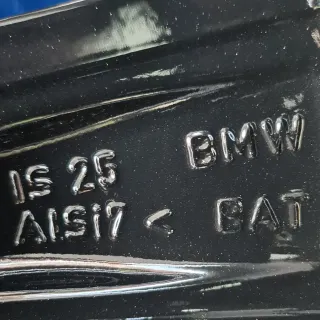 IS 25 BMW
AlSi7 < BAT